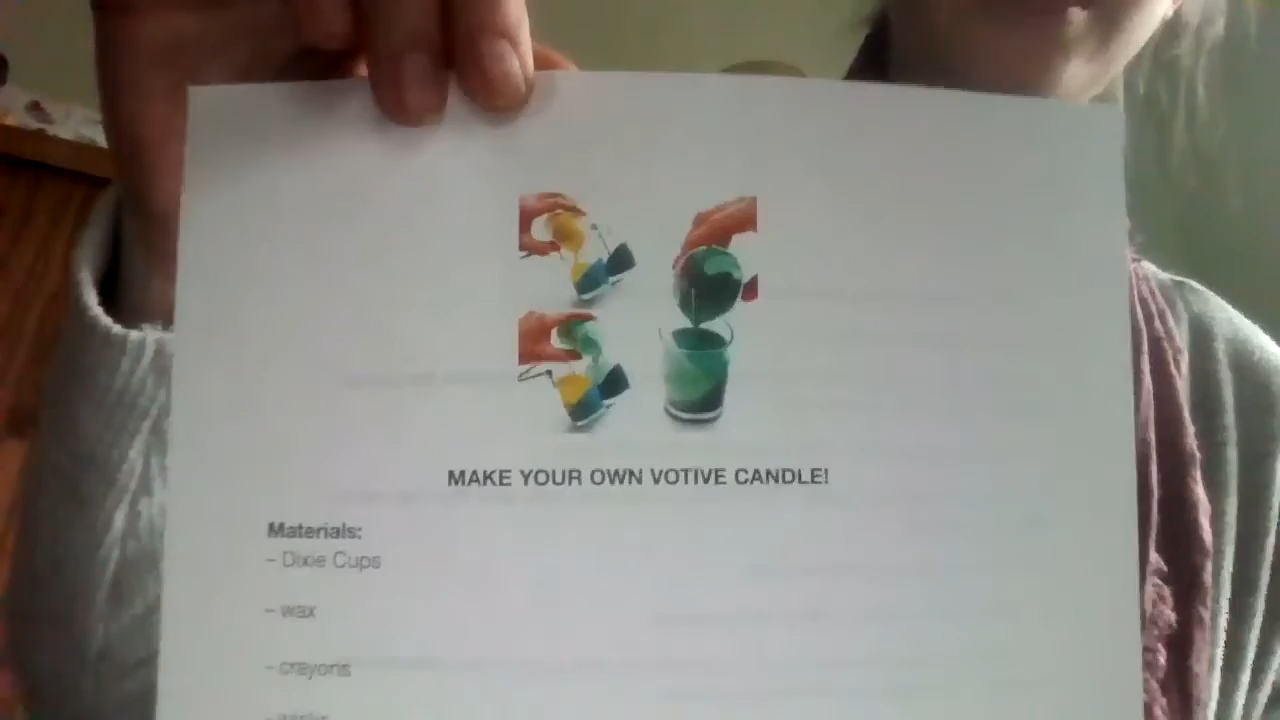 MAKE YOUR OWN VOTIVE CANDLE!
Materials:
- Dixie Cups
- wax
- crayons